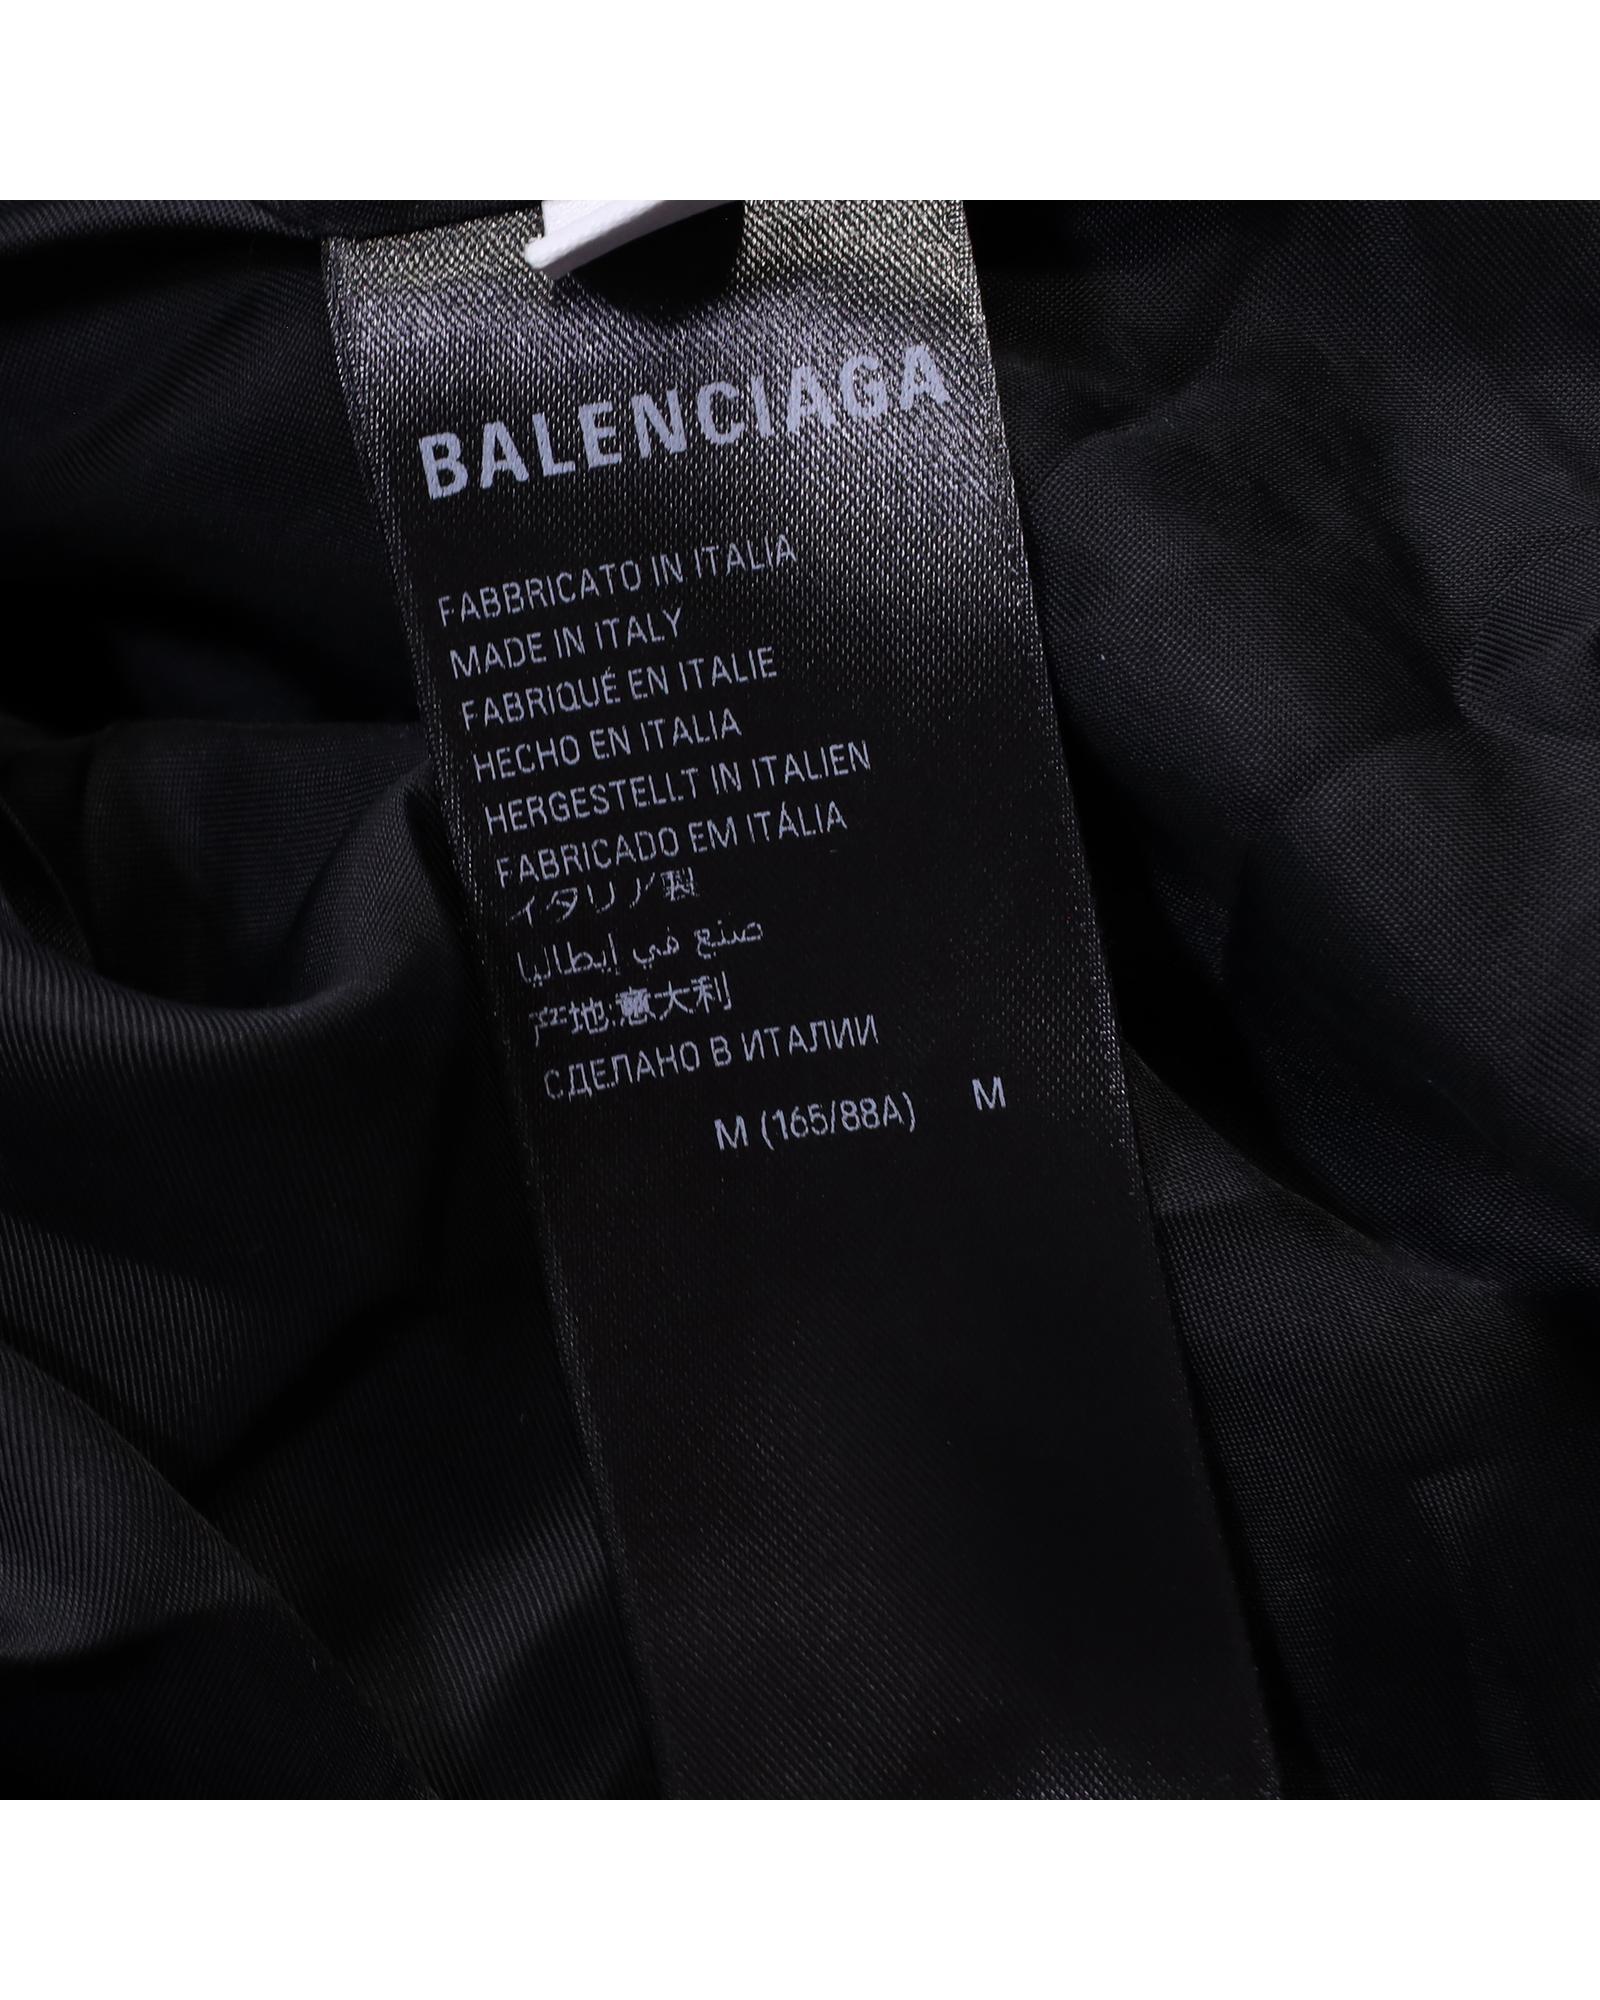 BALENCIAGA
FABBRICATO IN ITALIA
MADE IN ITALY
FABRIQUÉ EN ITALIE
HECHO EN ITALIA
HERGESTELLT IN ITALIEN
FABRICADO EM ITÁLIA
イタリア製
صنع في إيطاليا
产地:意大利
СДЕЛАНО В ИТАЛИИ
M (165/88A) M